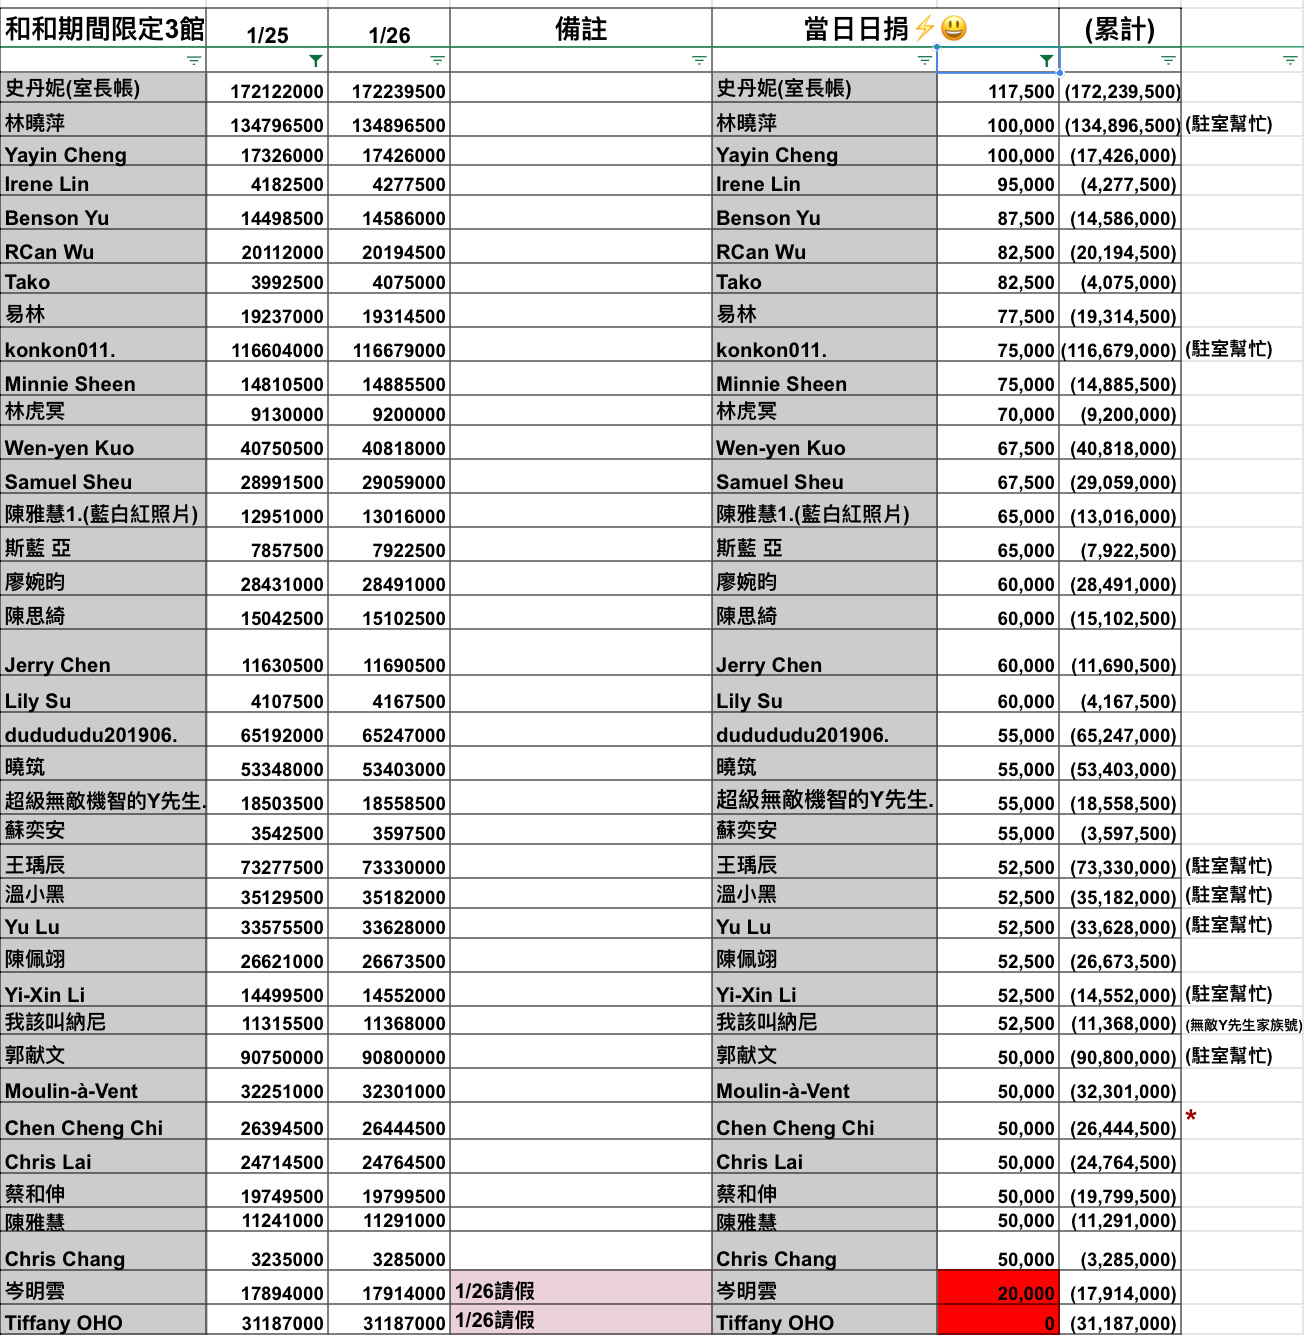 和和期間限定3館 1/25 1/26 備註 當日日捐⚡😃 (累計)
史丹妮(室長帳) 172122000 172239500 史丹妮(室長帳) 117,500 (172,239,500)
林曉萍 134796500 134896500 林曉萍 100,000 (134,896,500) (駐室幫忙)
Yayin Cheng 17326000 17426000 Yayin Cheng 100,000 (17,426,000)
Irene Lin 4182500 4277500 Irene Lin 95,000 (4,277,500)
Benson Yu 14498500 14586000 Benson Yu 87,500 (14,586,000)
RCan Wu 20112000 20194500 RCan Wu 82,500 (20,194,500)
Tako 3992500 4075000 Tako 82,500 (4,075,000)
易林 19237000 19314500 易林 77,500 (19,314,500)
konkon011. 116604000 116679000 konkon011. 75,000 (116,679,000) (駐室幫忙)
Minnie Sheen 14810500 14885500 Minnie Sheen 75,000 (14,885,500)
林虎冥 9130000 9200000 林虎冥 70,000 (9,200,000)
Wen-yen Kuo 40750500 40818000 Wen-yen Kuo 67,500 (40,818,000)
Samuel Sheu 28991500 29059000 Samuel Sheu 67,500 (29,059,000)
陳雅慧1.(藍白紅照片) 12951000 13016000 陳雅慧1.(藍白紅照片) 65,000 (13,016,000)
斯藍 亞 7857500 7922500 斯藍 亞 65,000 (7,922,500)
廖婉昀 28431000 28491000 廖婉昀 60,000 (28,491,000)
陳思綺 15042500 15102500 陳思綺 60,000 (15,102,500)
Jerry Chen 11630500 11690500 Jerry Chen 60,000 (11,690,500)
Lily Su 4107500 4167500 Lily Su 60,000 (4,167,500)
dudududu201906. 65192000 65247000 dudududu201906. 55,000 (65,247,000)
曉筑 53348000 53403000 曉筑 55,000 (53,403,000)
超級無敵機智的Y先生. 18503500 18558500 超級無敵機智的Y先生. 55,000 (18,558,500)
蘇奕安 3542500 3597500 蘇奕安 55,000 (3,597,500)
王瑀辰 73277500 73330000 王瑀辰 52,500 (73,330,000) (駐室幫忙)
溫小黑 35129500 35182000 溫小黑 52,500 (35,182,000) (駐室幫忙)
Yu Lu 33575500 33628000 Yu Lu 52,500 (33,628,000) (駐室幫忙)
陳佩翊 26621000 26673500 陳佩翊 52,500 (26,673,500)
Yi-Xin Li 14499500 14552000 Yi-Xin Li 52,500 (14,552,000) (駐室幫忙)
我該叫納尼 11315500 11368000 我該叫納尼 52,500 (11,368,000) (無敵Y先生家族號)
郭献文 90750000 90800000 郭献文 50,000 (90,800,000) (駐室幫忙)
Moulin-à-Vent 32251000 32301000 Moulin-à-Vent 50,000 (32,301,000)
Chen Cheng Chi 26394500 26444500 Chen Cheng Chi 50,000 (26,444,500) *
Chris Lai 24714500 24764500 Chris Lai 50,000 (24,764,500)
蔡和伸 19749500 19799500 蔡和伸 50,000 (19,799,500)
陳雅慧 11241000 11291000 陳雅慧 50,000 (11,291,000)
Chris Chang 3235000 3285000 Chris Chang 50,000 (3,285,000)
岑明雲 17894000 17914000 1/26請假 岑明雲 20,000 (17,914,000)
Tiffany OHO 31187000 31187000 1/26請假 Tiffany OHO 0 (31,187,000)